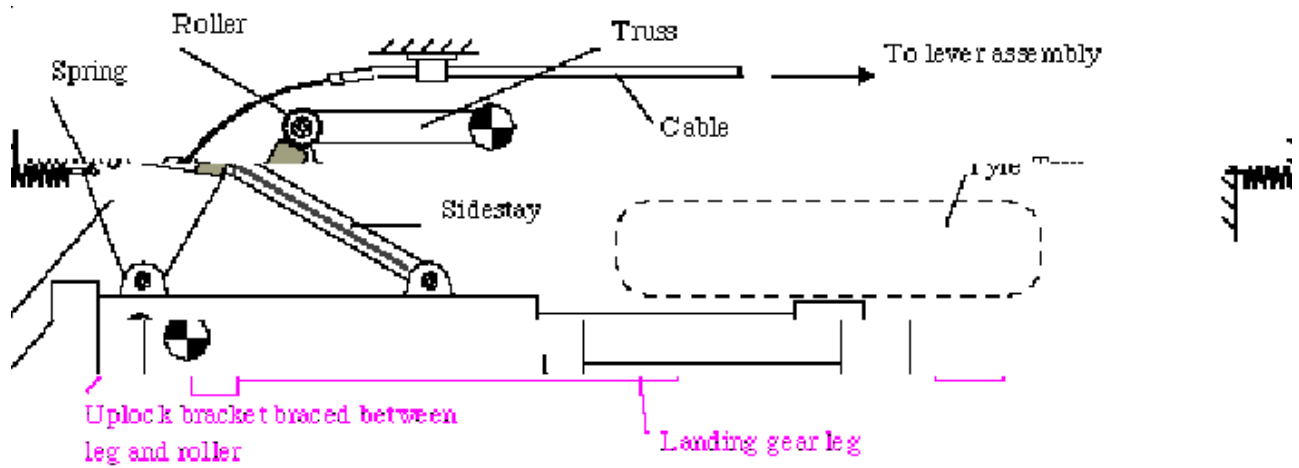 Roller
Truss
To lever assembly
Spring
Cable
Sidestay
Uplock bracket braced between
leg and roller
Landing gear leg